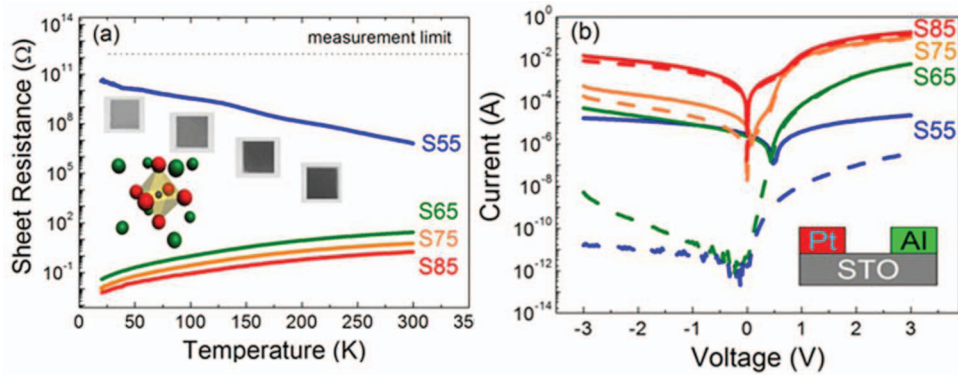 (a)
measurement limit
Sheet Resistance (Ω)
10^14
10^11
10^8
10^5
10^2
10^-1
S55
S65
S75
S85
0 50 100 150 200 250 300 35
Temperature (K)
(b)
Current (A)
10^0
10^-2
10^-4
10^-6
10^-8
10^-10
10^-12
10^-14
S85
S75
S65
S55
Pt Al
STO
-3 -2 -1 0 1 2 3
Voltage (V)